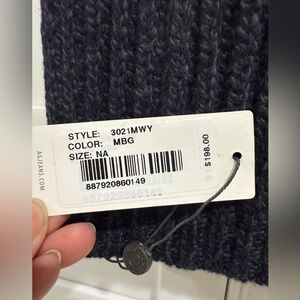 STYLE: 3021MWY
COLOR: MBG
SIZE: NA
887920860149
$198.00
AGJEANS.COM